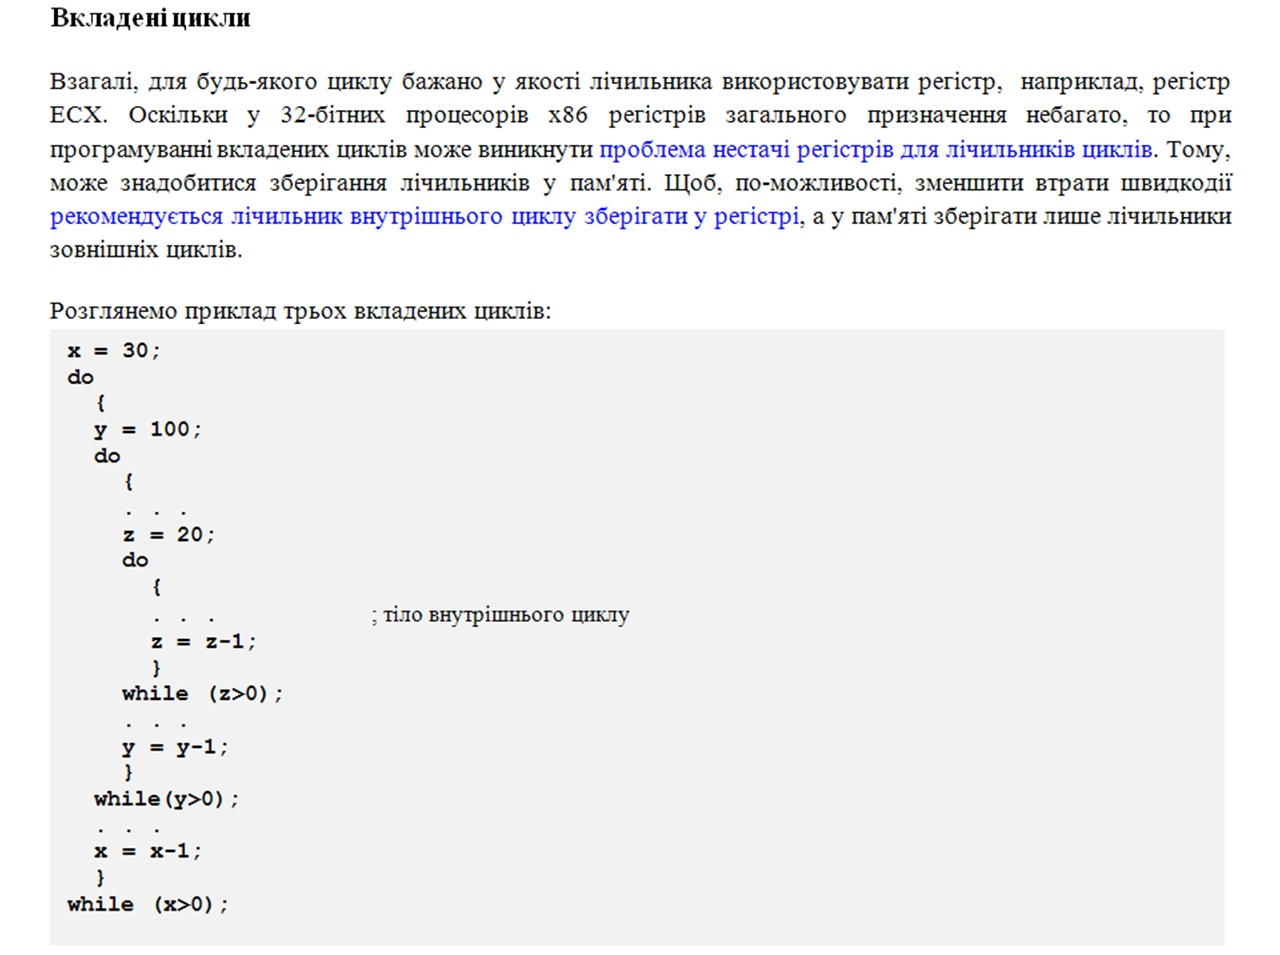 Вкладені цикли
Взагалі, для будь-якого циклу бажано у якості лічильника використовувати регістр, наприклад, регістр
ECX. Оскільки у 32-бітних процесорів x86 регістрів загального призначення небагато, то при
програмуванні вкладених циклів може виникнути проблема нестачі регістрів для лічильників циклів. Тому,
може знадобитися зберігання лічильників у пам'яті. Щоб, по-можливості, зменшити втрати швидкодії
рекомендується лічильник внутрішнього циклу зберігати у регістрі, а у пам'яті зберігати лише лічильники
зовнішніх циклів.
Розглянемо приклад трьох вкладених циклів:
x = 30;
do
{
y = 100;
do
{
. . .
z = 20;
do
{
. . . ; тіло внутрішнього циклу
z = z-1;
}
while (z>0);
. . .
y = y-1;
}
while(y>0);
. . .
x = x-1;
}
while (x>0);